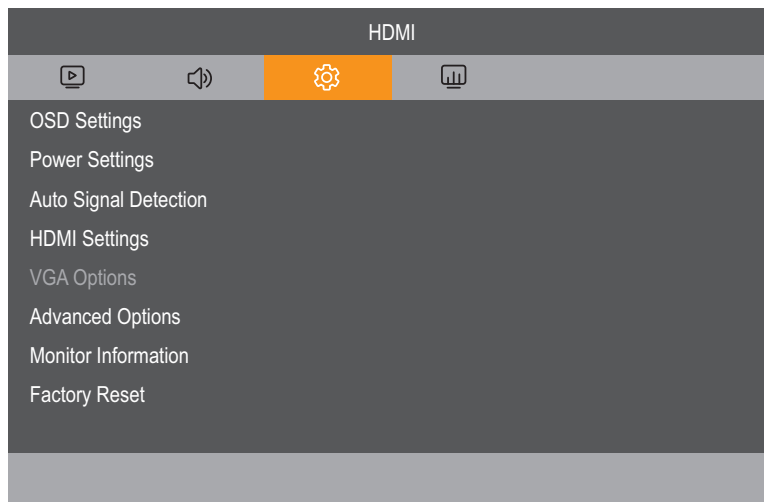 HDMI
OSD Settings
Power Settings
Auto Signal Detection
HDMI Settings
VGA Options
Advanced Options
Monitor Information
Factory Reset